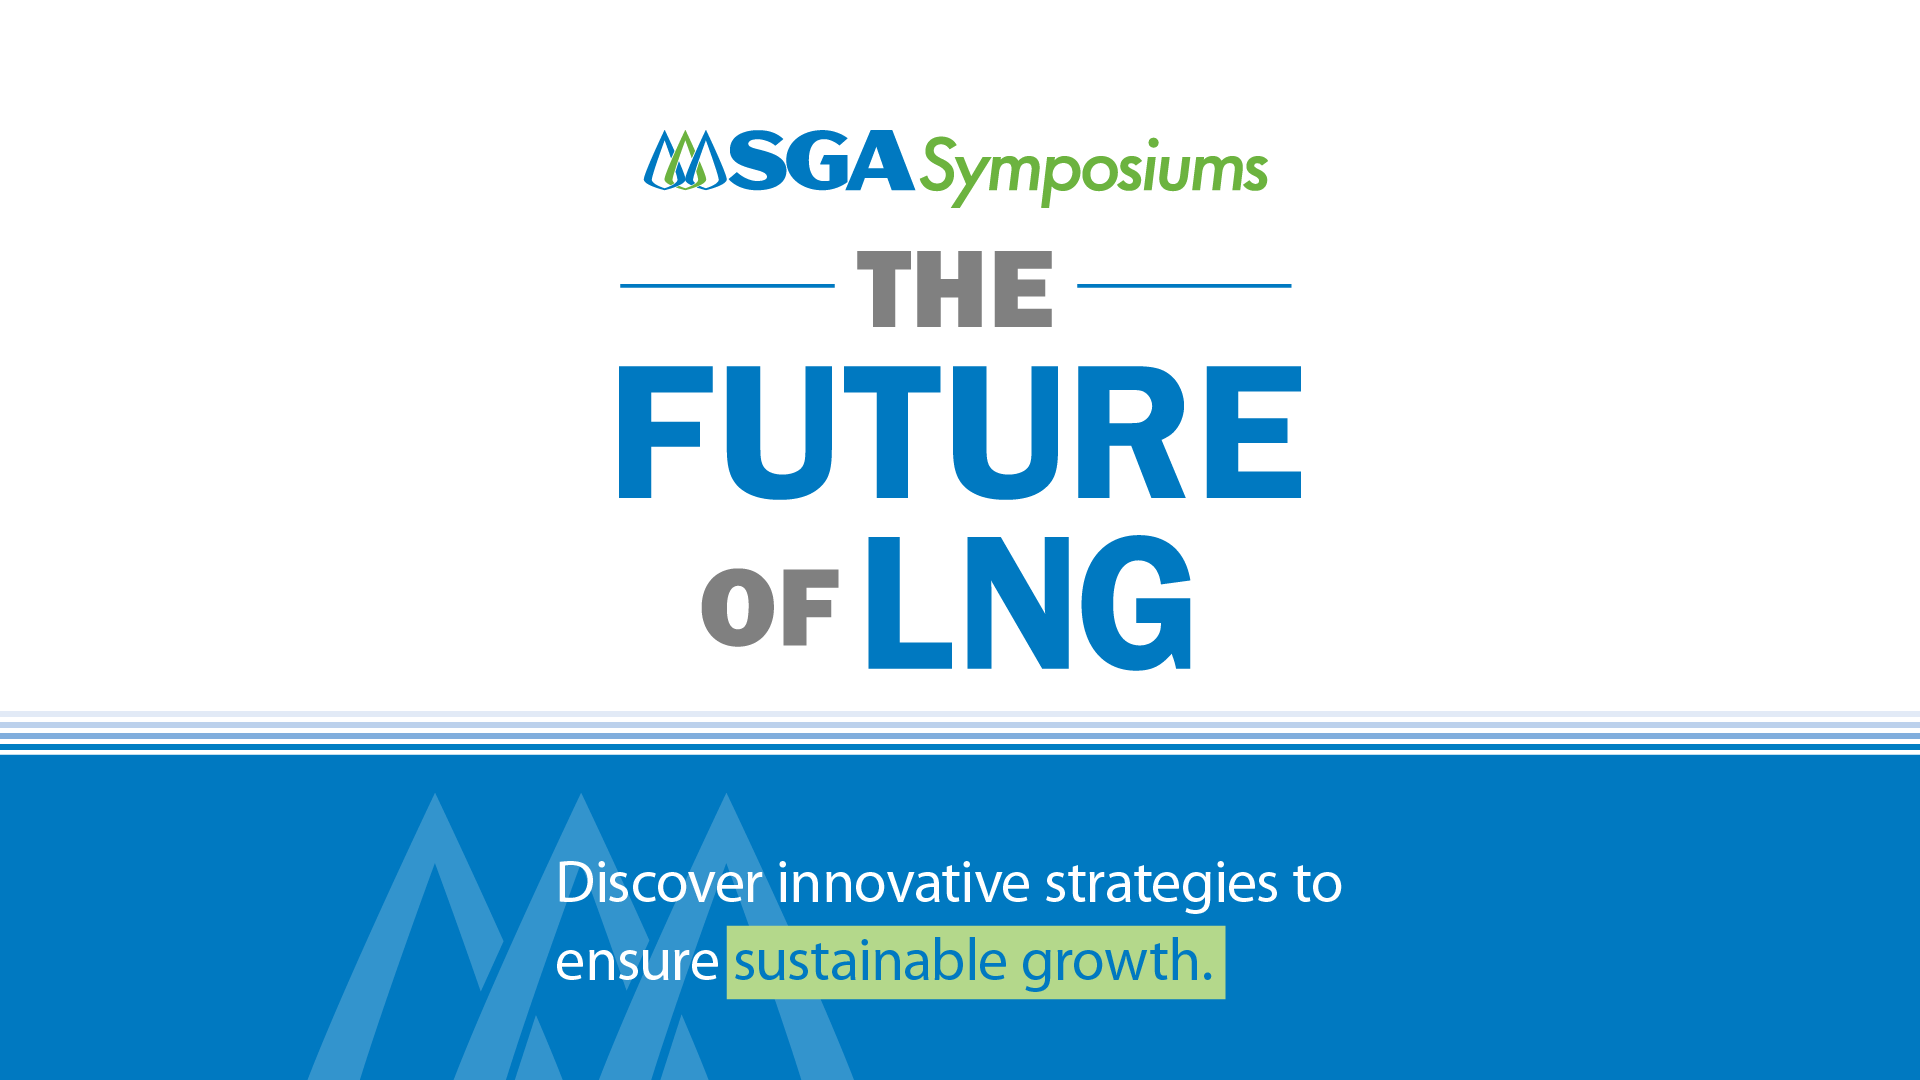 SGA Symposiums
THE
FUTURE
OF LNG
Discover innovative strategies to
ensure sustainable growth.